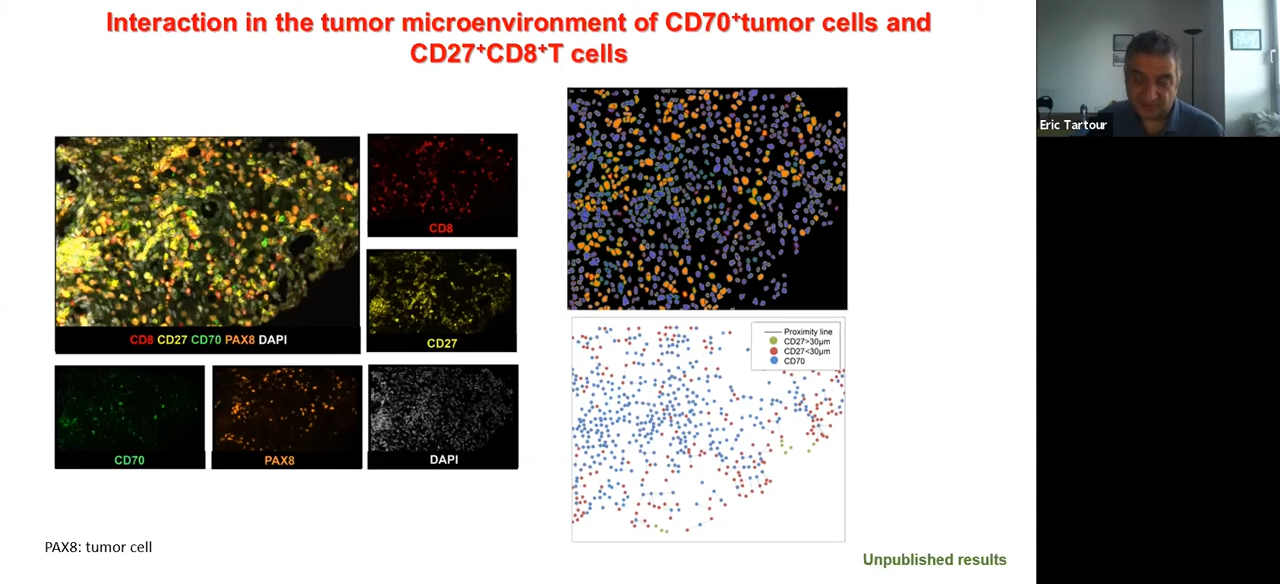 Interaction in the tumor microenvironment of CD70+tumor cells and
CD27+CD8+T cells
Eric Tartour
CD8
CD8 CD27 CD70 PAX8 DAPI
CD27
CD70
PAX8
DAPI
Proximity line
CD27>30µm
CD27<30µm
CD70
PAX8: tumor cell
Unpublished results